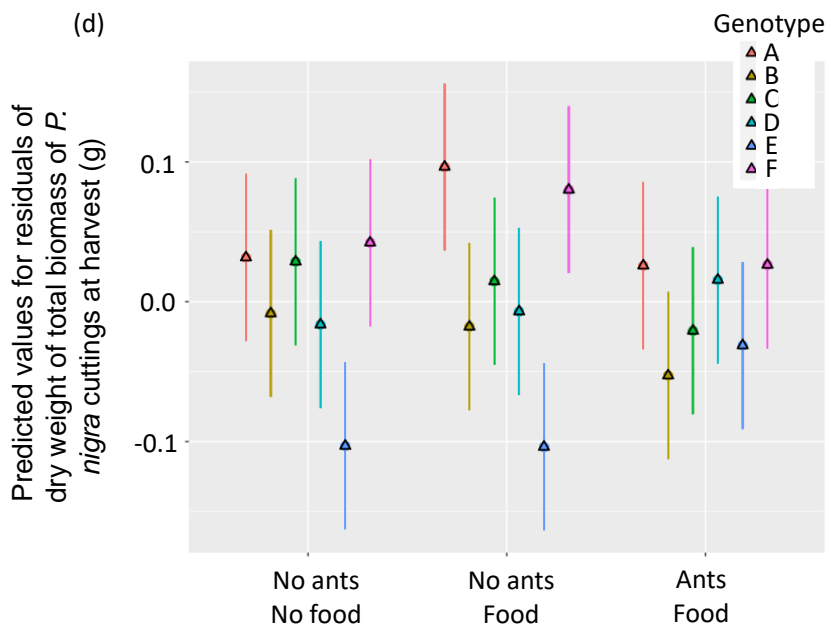 (d)
Genotype
A
B
C
D
E
F
Predicted values for residuals of
dry weight of total biomass of P.
nigra cuttings at harvest (g)
0.1
0.0
-0.1
No ants
No food
No ants
Food
Ants
Food